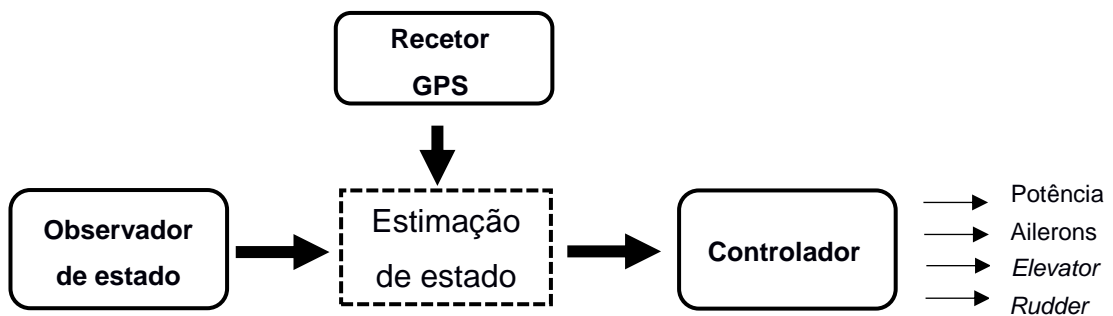 Recetor
GPS
Observador
de estado
Estimação
de estado
Controlador
Potência
Ailerons
Elevator
Rudder